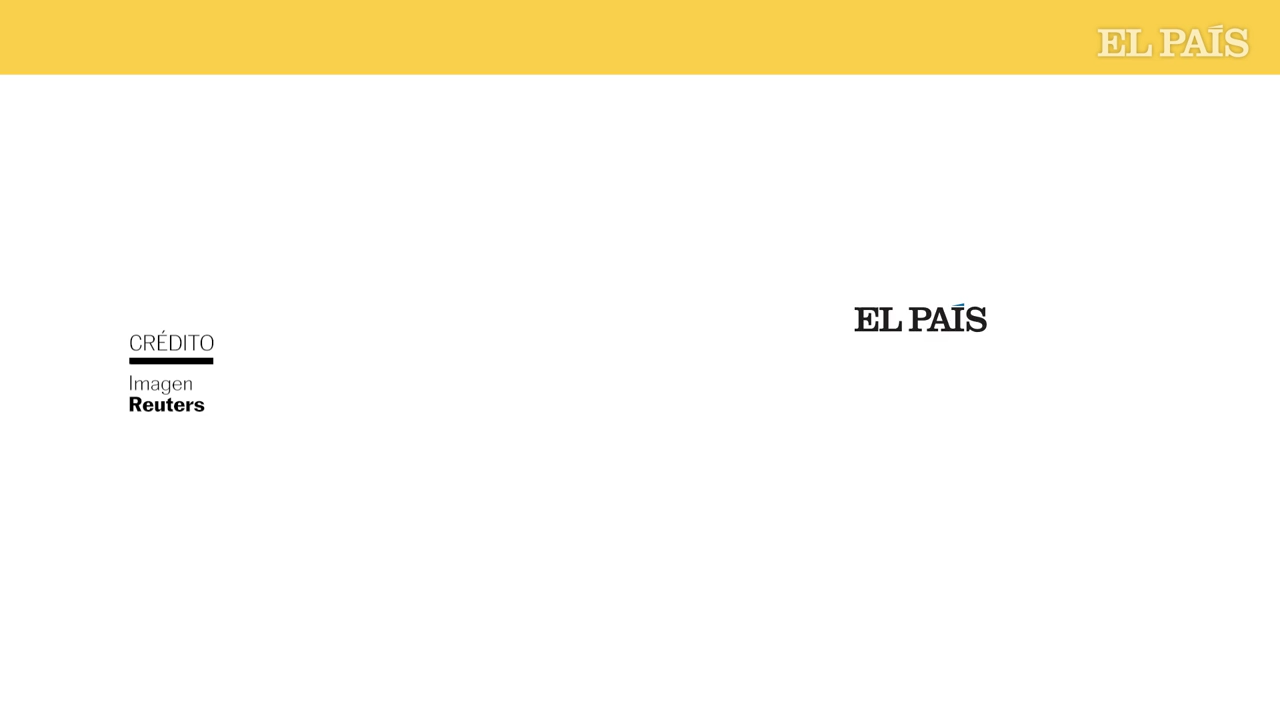 EL PAÍS
EL PAÍS
CRÉDITO
Imagen
Reuters